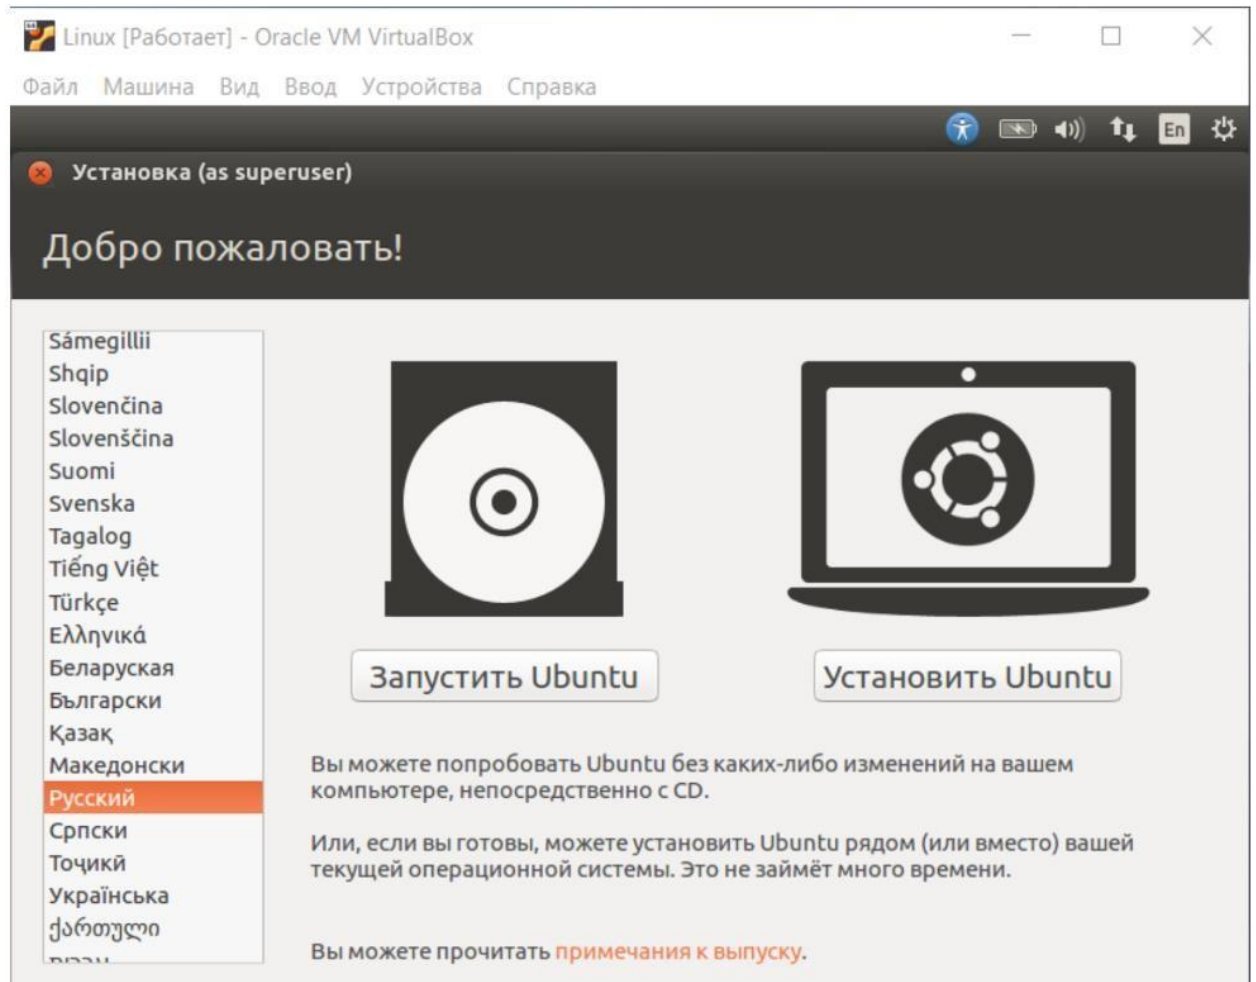 Linux [Работает] - Oracle VM VirtualBox
Файл Машина Вид Ввод Устройства Справка
En
Установка (as superuser)
Добро пожаловать!
Sámegillii
Shqip
Slovenčina
Slovenščina
Suomi
Svenska
Tagalog
Tiếng Việt
Türkçe
Ελληνικά
Беларуская
Български
Қазақ
Македонски
Русский
Српски
Тоҷикӣ
Українська
ქართული
Запустить Ubuntu
Установить Ubuntu
Вы можете попробовать Ubuntu без каких-либо изменений на вашем
компьютере, непосредственно с CD.
Или, если вы готовы, можете установить Ubuntu рядом (или вместо) вашей
текущей операционной системы. Это не займёт много времени.
Вы можете прочитать примечания к выпуску.